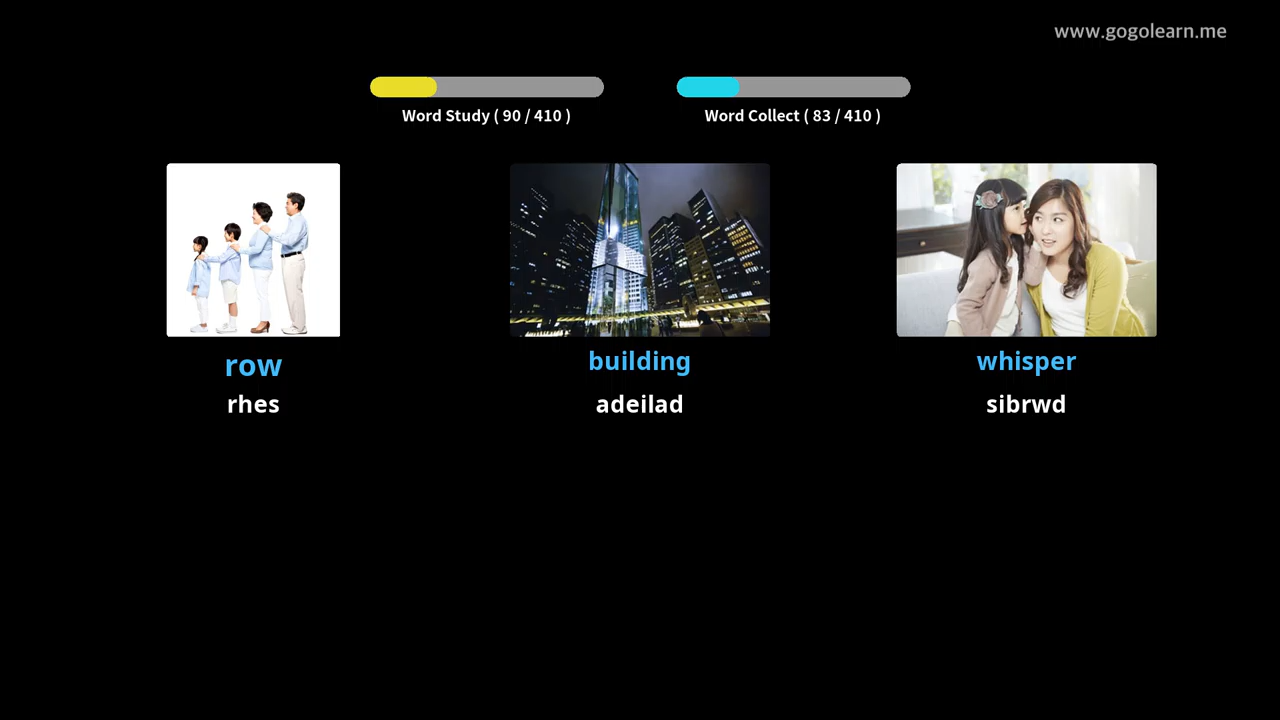 www.gogolearn.me
Word Study ( 90 / 410 )
Word Collect ( 83 / 410 )
row
building
whisper
rhes
adeilad
sibrwd